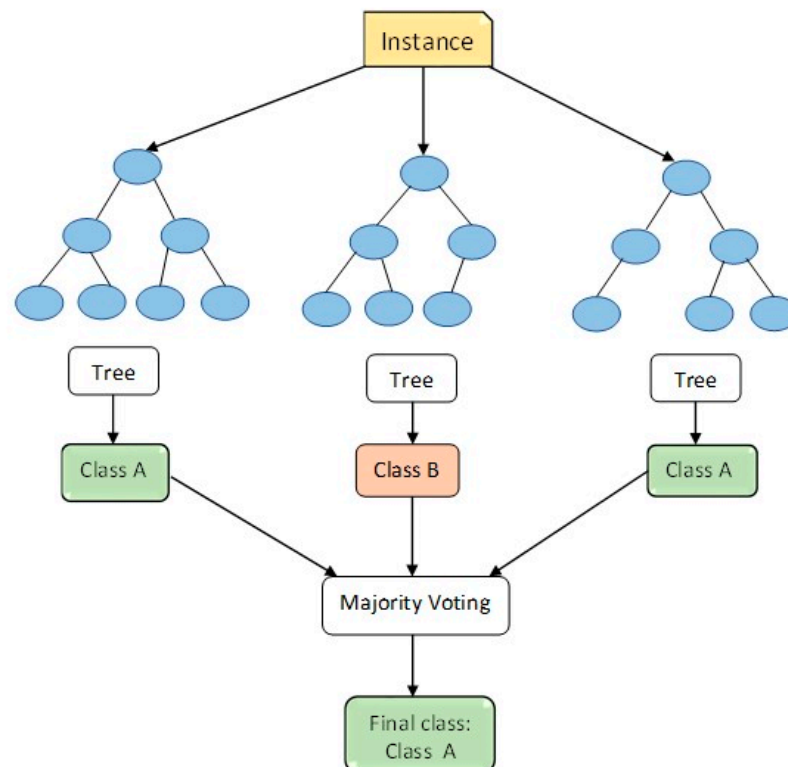 Instance
Tree
Tree
Tree
Class A
Class B
Class A
Majority Voting
Final class:
Class A